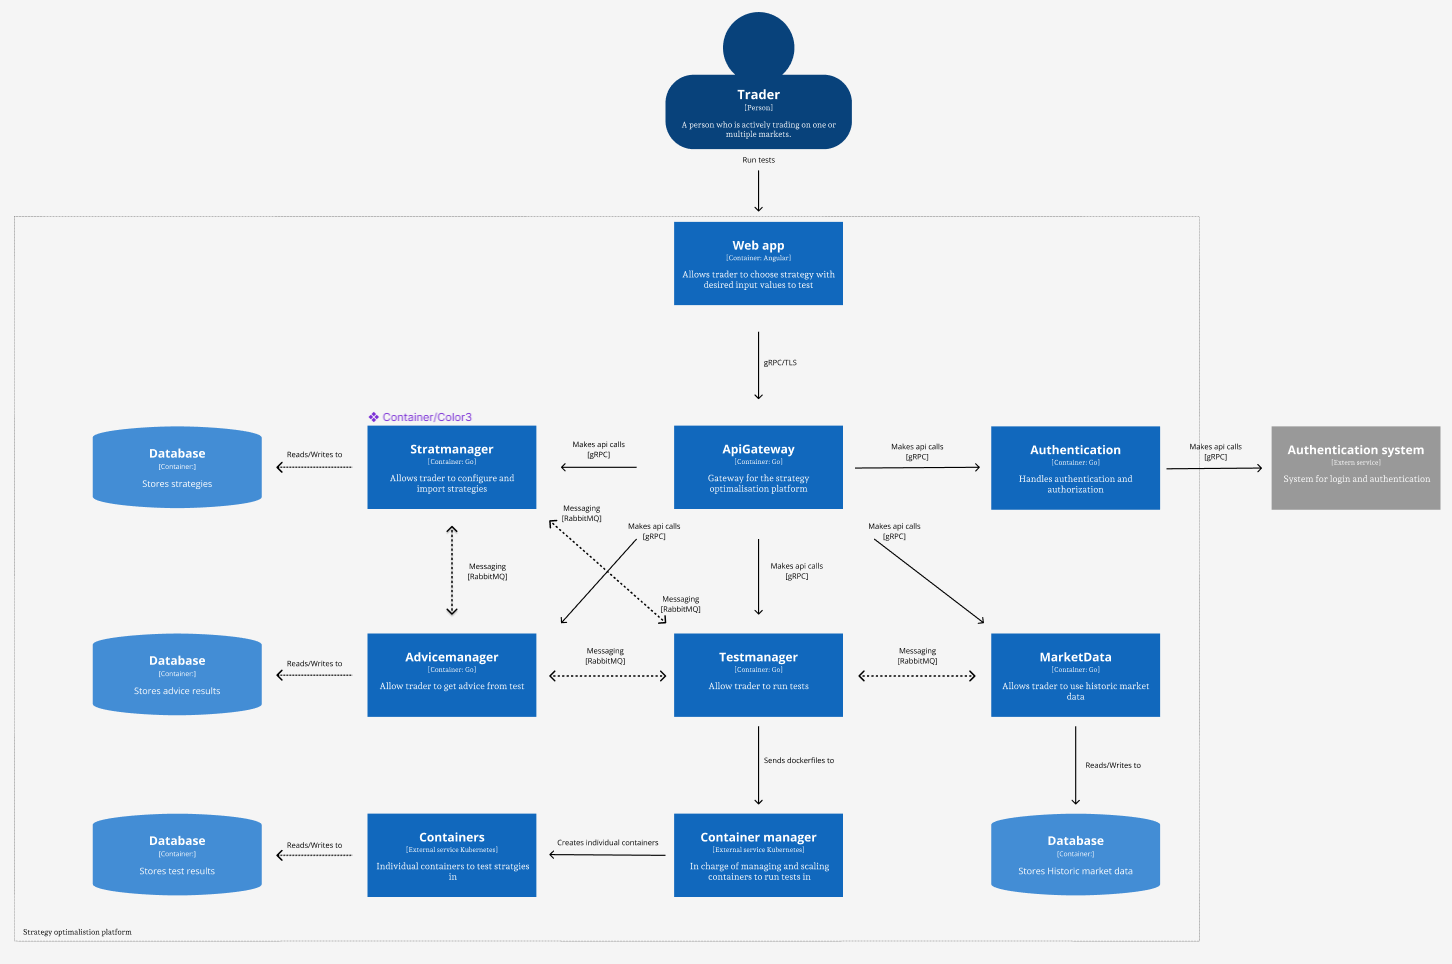 Trader
[Person]
A person who is actively trading on one or
multiple markets.
Run tests
Web app
[Container: Angular]
Allows trader to choose strategy with
desired input values to test
gRPC/TLS
Container/Color3
Database
[Container:]
Stores strategies
Reads/Writes to
Stratmanager
[Container: Go]
Allows trader to configure and
import strategies
Makes api calls
[gRPC]
ApiGateway
[Container: Go]
Gateway for the strategy
optimalisation platform
Makes api calls
[gRPC]
Authentication
[Container: Go]
Handles authentication and
authorization
Makes api calls
[gRPC]
Authentication system
[Extern service]
System for login and authentication
Messaging
[RabbitMQ]
Makes api calls
[gRPC]
Makes api calls
[gRPC]
Messaging
[RabbitMQ]
Makes api calls
[gRPC]
Messaging
[RabbitMQ]
Database
[Container:]
Stores advice results
Reads/Writes to
Advicemanager
[Container: Go]
Allow trader to get advice from test
Messaging
[RabbitMQ]
Testmanager
[Container: Go]
Allow trader to run tests
Messaging
[RabbitMQ]
MarketData
[Container: Go]
Allows trader to use historic market
data
Sends dockerfiles to
Reads/Writes to
Database
[Container:]
Stores test results
Reads/Writes to
Containers
[External service Kubernetes]
Individual containers to test stratgies
in
Creates individual containers
Container manager
[External service Kubernetes]
In charge of managing and scaling
containers to run tests in
Database
[Container:]
Stores Historic market data
Strategy optimalistion platform